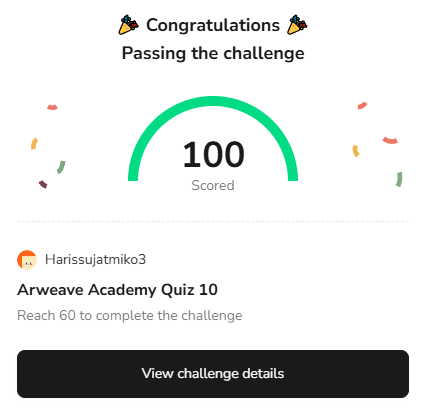 Congratulations
Passing the challenge
100
Scored
Harissujatmiko3
Arweave Academy Quiz 10
Reach 60 to complete the challenge
View challenge details